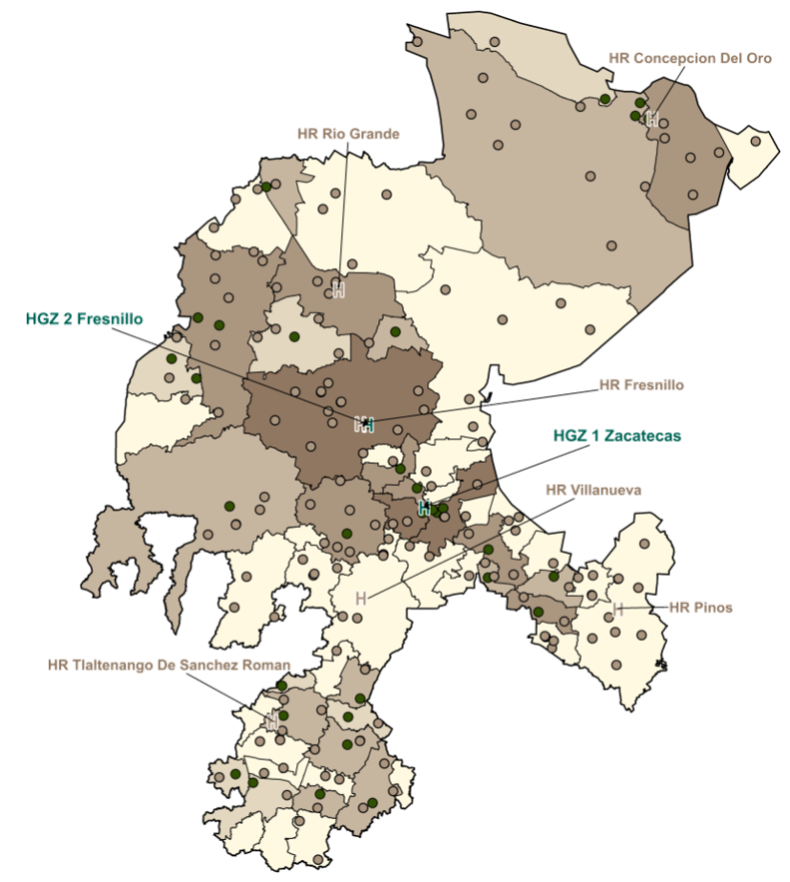 HR Concepcion Del Oro
HR Rio Grande
H
H
HGZ 2 Fresnillo
HR Fresnillo
HH
HGZ 1 Zacatecas
HR Villanueva
H
H
HR Pinos
H
HR Tlaltenango De Sanchez Roman
H